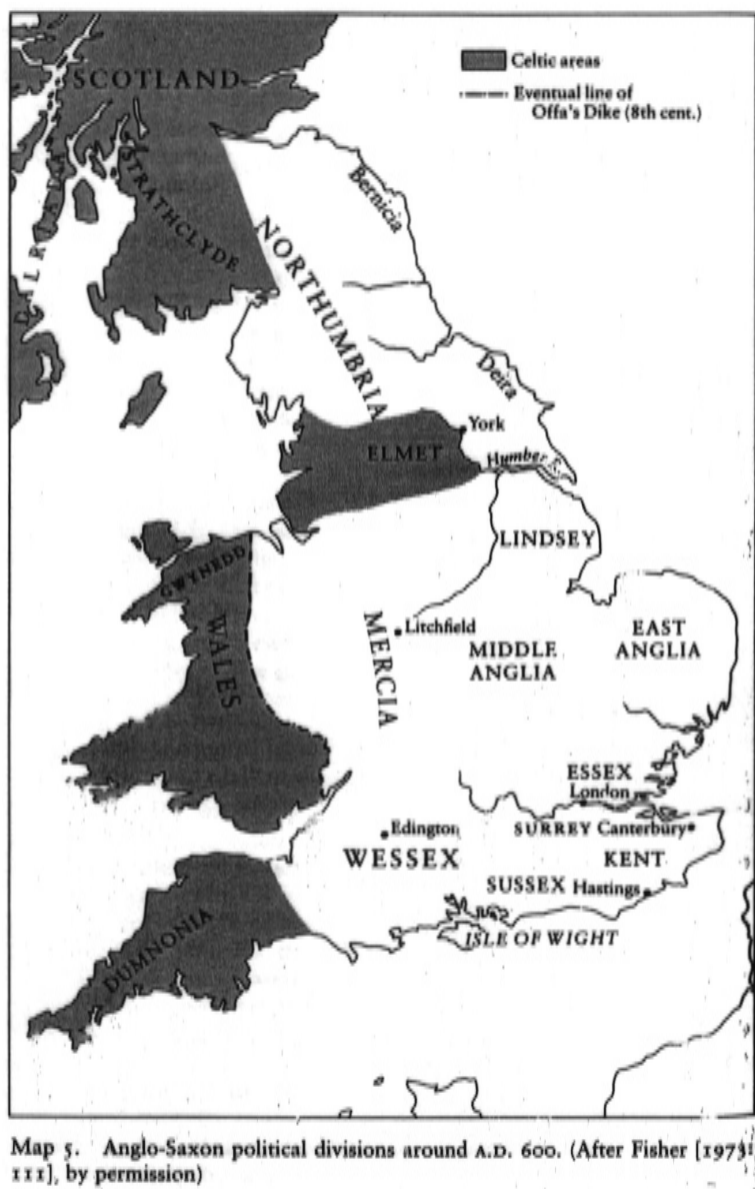 SCOTLAND
Celtic areas
Eventual line of
Offa's Dike (8th cent.)
DALRIADA
STRATHCLYDE
Bernicia
NORTHUMBRIA
Deira
York
ELMET
Humber R.
LINDSEY
GWYNEDD
WALES
MERCIA
Litchfield
MIDDLE
ANGLIA
EAST
ANGLIA
ESSEX
London
Edington
SURREY
Canterbury
WESSEX
KENT
SUSSEX
Hastings
ISLE OF WIGHT
DUMNONIA
Map 5. Anglo-Saxon political divisions around A.D. 600. (After Fisher [1973:
111], by permission)